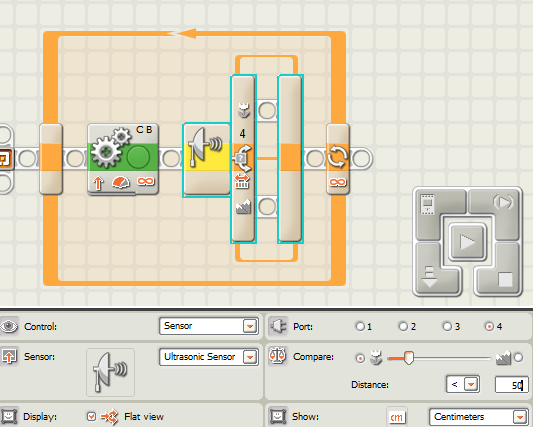 C B
4
Control:
Sensor
Port:
1
2
3
4
Sensor:
Ultrasonic Sensor
Compare:
Distance:
<
50
Display:
Flat view
Show:
cm
Centimeters